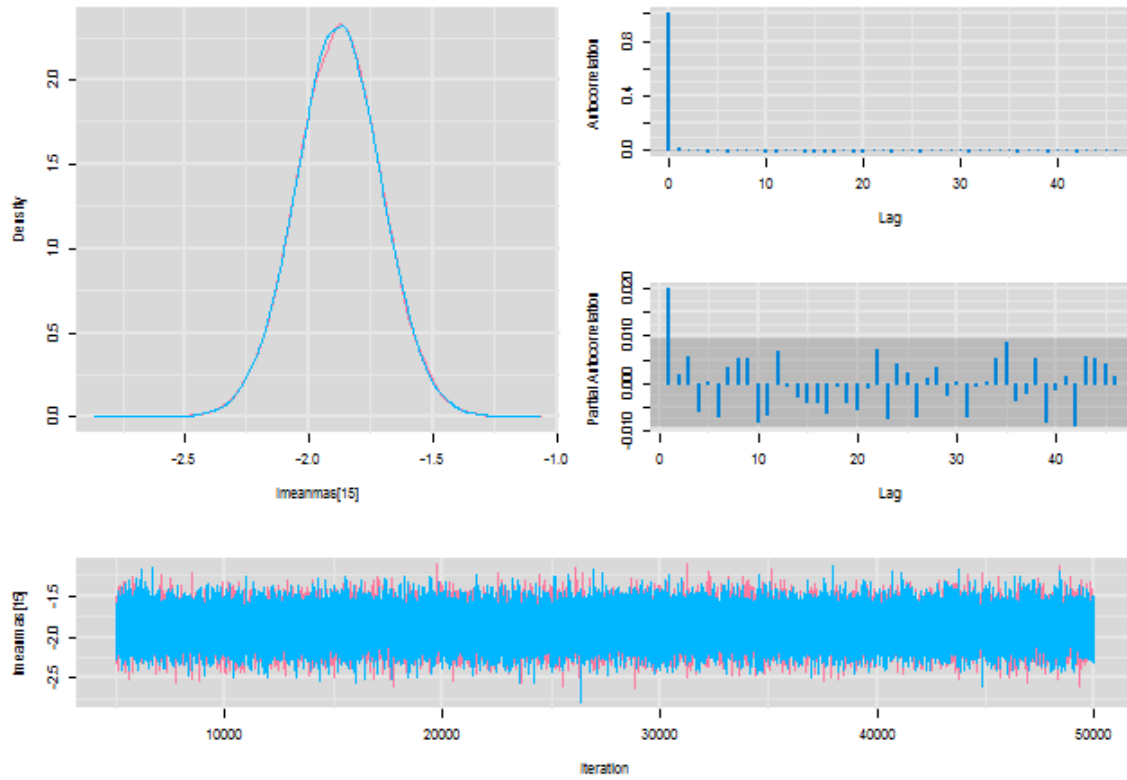 Density
0.0 0.5 1.0 1.5 2.0
-2.5 -2.0 -1.5 -1.0
lmeanmas[15]
Autocorrelation
0.0 0.4 0.8
0 10 20 30 40
Lag
Partial Autocorrelation
-0.010 0.000 0.010 0.020
0 10 20 30 40
Lag
lmeanmas[15]
-2.5 -2.0 -1.5
10000 20000 30000 40000 50000
Iteration